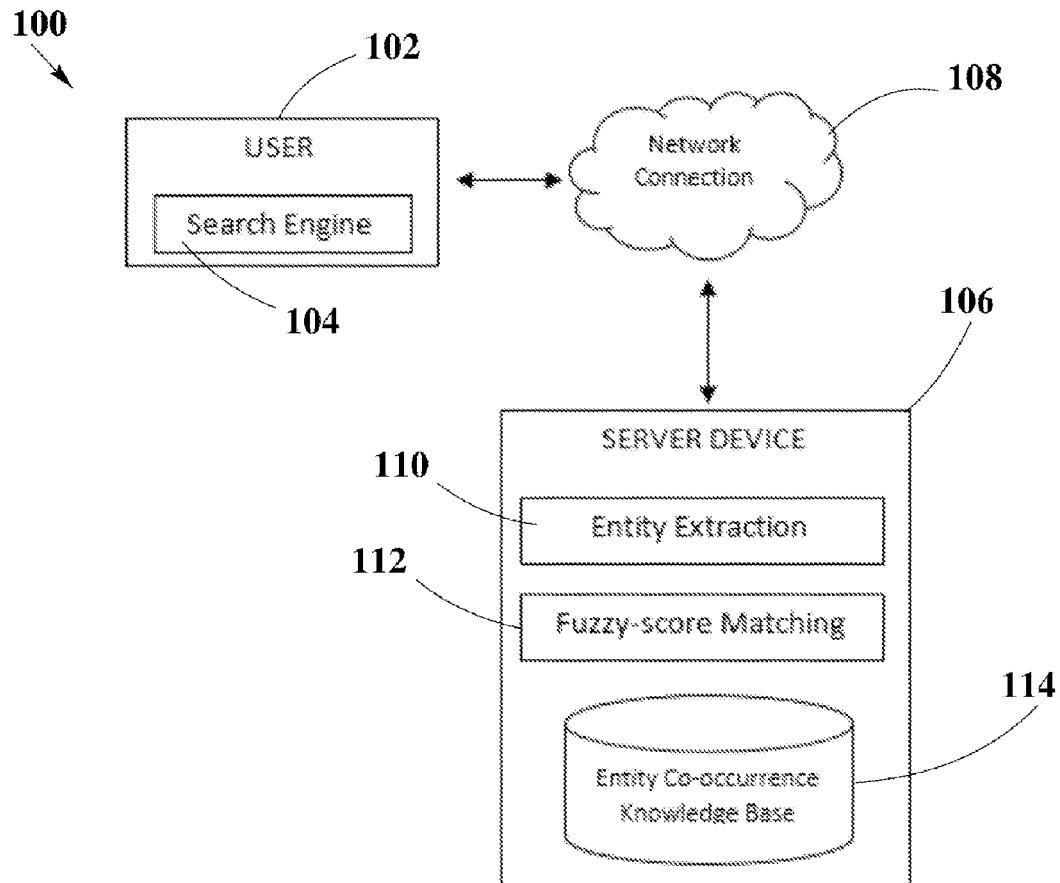 100
102
108
USER
Search Engine
104
Network
Connection
106
SERVER DEVICE
110
Entity Extraction
112
Fuzzy-score Matching
114
Entity Co-occurrence
Knowledge Base